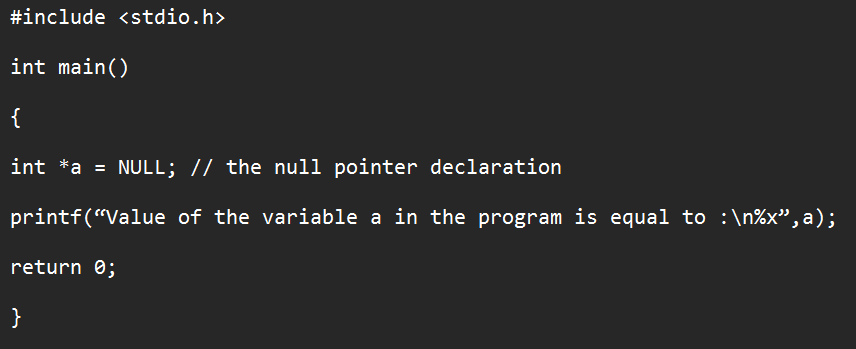 #include <stdio.h>
int main()
{
int *a = NULL; // the null pointer declaration
printf(“Value of the variable a in the program is equal to :\n%x”,a);
return 0;
}